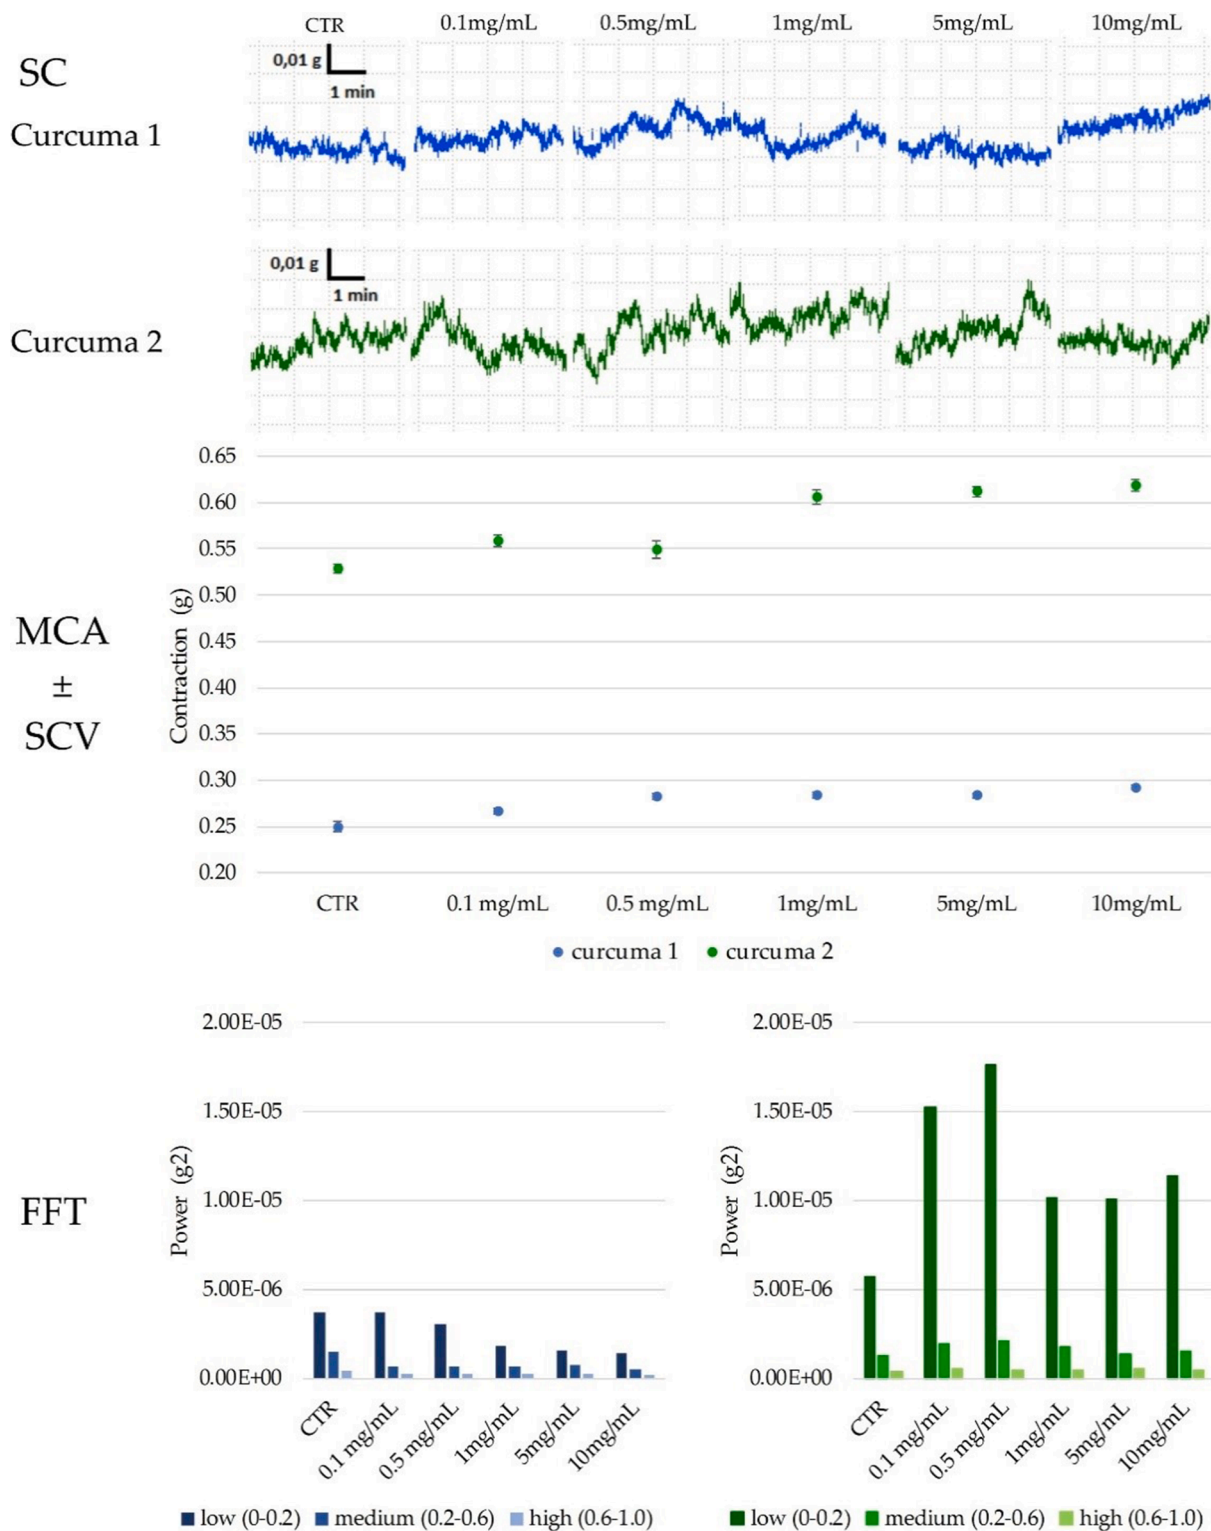 CTR 0.1mg/mL 0.5mg/mL 1mg/mL 5mg/mL 10mg/mL
SC
0,01 g
1 min
Curcuma 1
0,01 g
1 min
Curcuma 2
MCA
±
SCV
Contraction (g)
0.65
0.60
0.55
0.50
0.45
0.40
0.35
0.30
0.25
0.20
CTR 0.1 mg/mL 0.5 mg/mL 1mg/mL 5mg/mL 10mg/mL
curcuma 1 curcuma 2
FFT
Power (g2)
2.00E-05
1.50E-05
1.00E-05
5.00E-06
0.00E+00
CTR 0.1 mg/mL 0.5 mg/mL 1mg/mL 5mg/mL 10mg/mL
low (0-0.2) medium (0.2-0.6) high (0.6-1.0)
Power (g2)
2.00E-05
1.50E-05
1.00E-05
5.00E-06
0.00E+00
CTR 0.1 mg/mL 0.5 mg/mL 1mg/mL 5mg/mL 10mg/mL
low (0-0.2) medium (0.2-0.6) high (0.6-1.0)